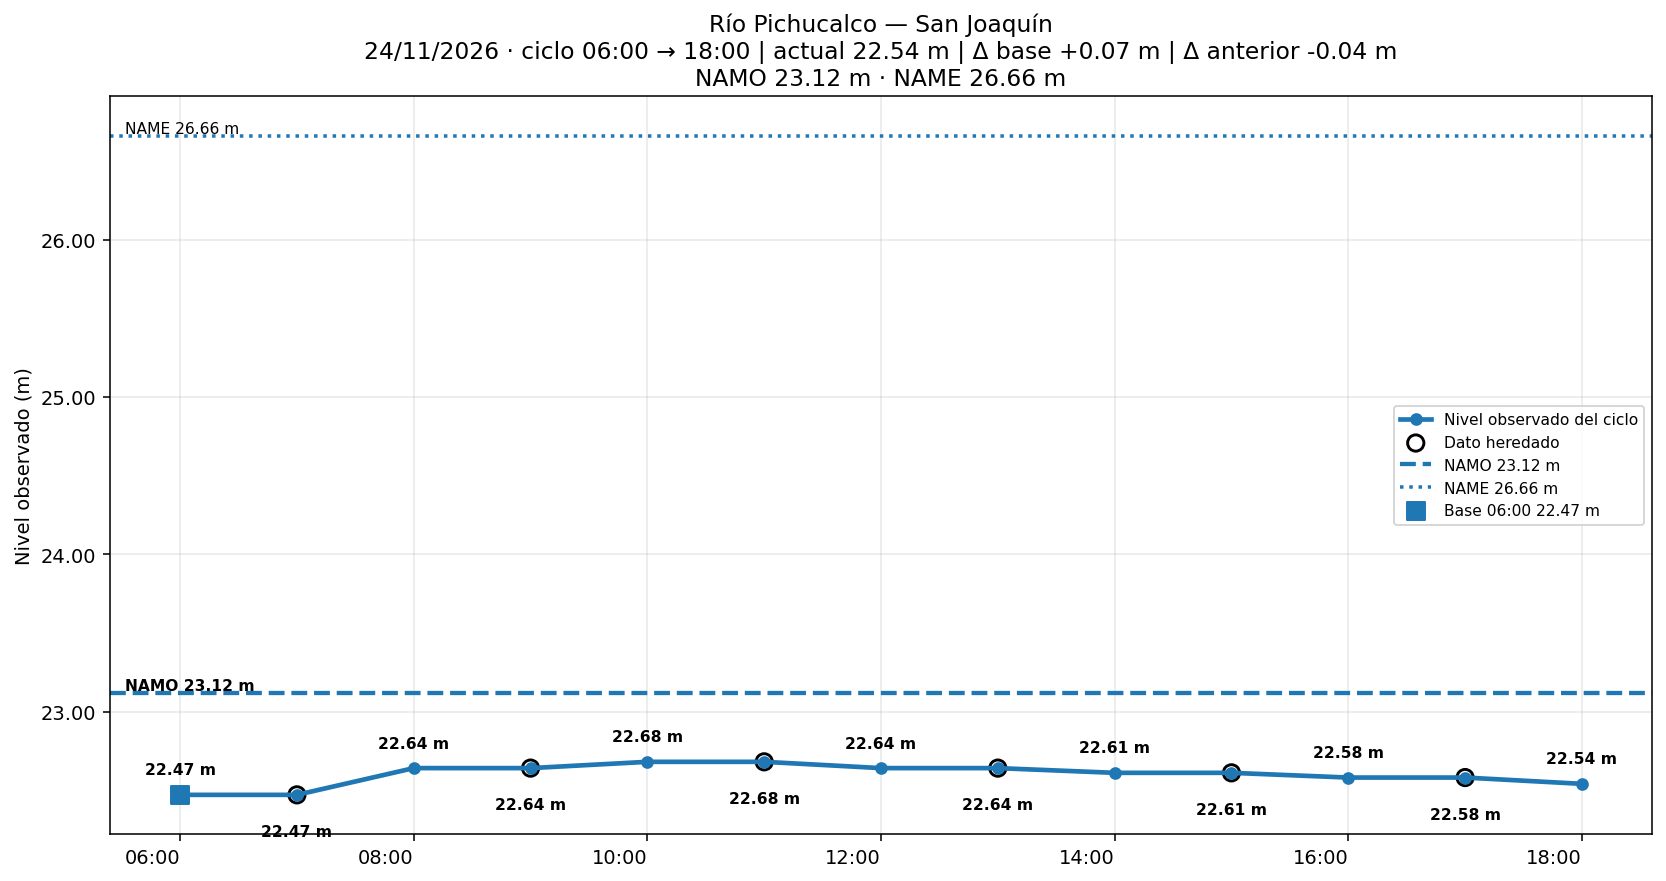 Río Pichucalco — San Joaquín
24/11/2026 · ciclo 06:00 → 18:00 | actual 22.54 m | Δ base +0.07 m | Δ anterior -0.04 m
NAMO 23.12 m · NAME 26.66 m
NAME 26.66 m
26.00
25.00
24.00
23.00
Nivel observado (m)
Nivel observado del ciclo
Dato heredado
NAMO 23.12 m
NAME 26.66 m
Base 06:00 22.47 m
NAMO 23.12 m
22.47 m
22.47 m
22.64 m
22.64 m
22.68 m
22.68 m
22.64 m
22.64 m
22.61 m
22.61 m
22.58 m
22.58 m
22.54 m
06:00
08:00
10:00
12:00
14:00
16:00
18:00